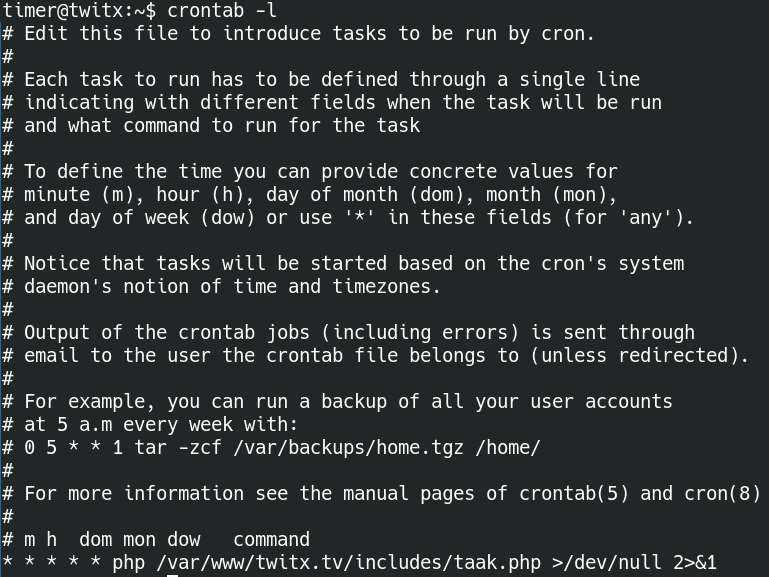 timer@twitx:~$ crontab -l
# Edit this file to introduce tasks to be run by cron.
#
# Each task to run has to be defined through a single line
# indicating with different fields when the task will be run
# and what command to run for the task
#
# To define the time you can provide concrete values for
# minute (m), hour (h), day of month (dom), month (mon),
# and day of week (dow) or use '*' in these fields (for 'any').
#
# Notice that tasks will be started based on the cron's system
# daemon's notion of time and timezones.
#
# Output of the crontab jobs (including errors) is sent through
# email to the user the crontab file belongs to (unless redirected).
#
# For example, you can run a backup of all your user accounts
# at 5 a.m every week with:
# 0 5 * * 1 tar -zcf /var/backups/home.tgz /home/
#
# For more information see the manual pages of crontab(5) and cron(8)
#
# m h  dom mon dow   command
* * * * * php /var/www/twitx.tv/includes/taak.php >/dev/null 2>&1